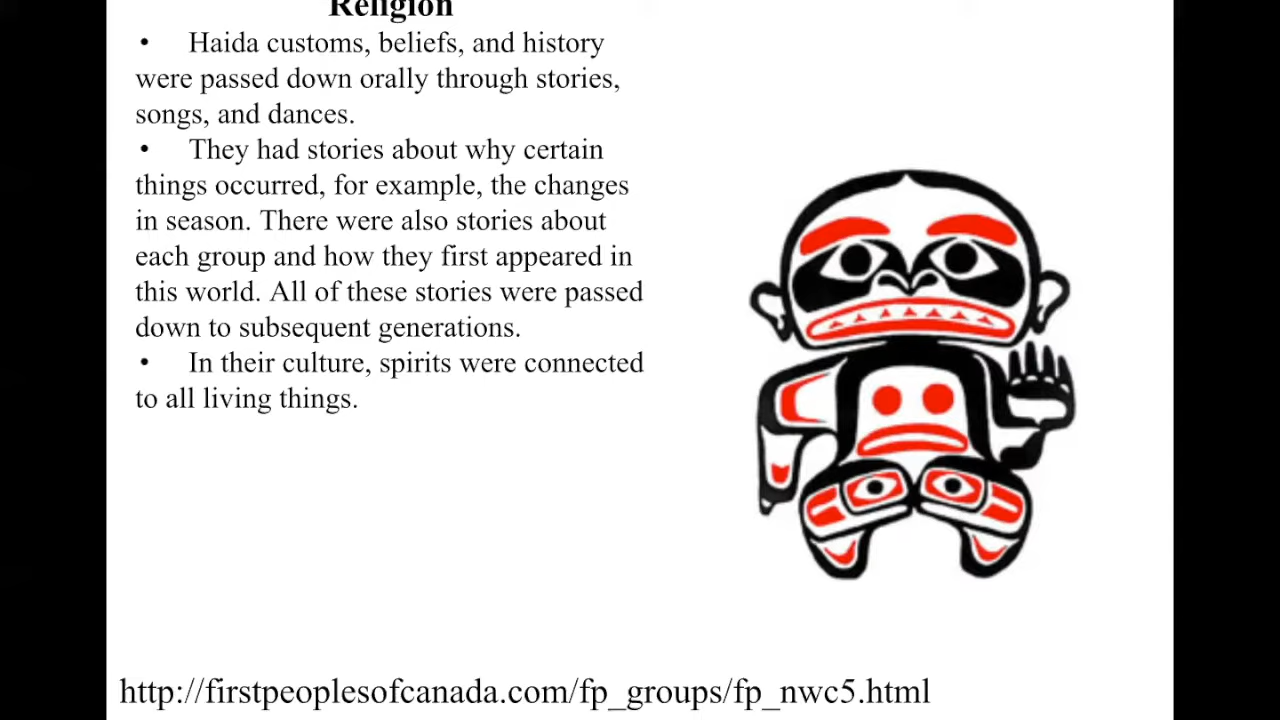 Religion
• Haida customs, beliefs, and history
were passed down orally through stories,
songs, and dances.
• They had stories about why certain
things occurred, for example, the changes
in season. There were also stories about
each group and how they first appeared in
this world. All of these stories were passed
down to subsequent generations.
• In their culture, spirits were connected
to all living things.
http://firstpeoplesofcanada.com/fp_groups/fp_nwc5.html